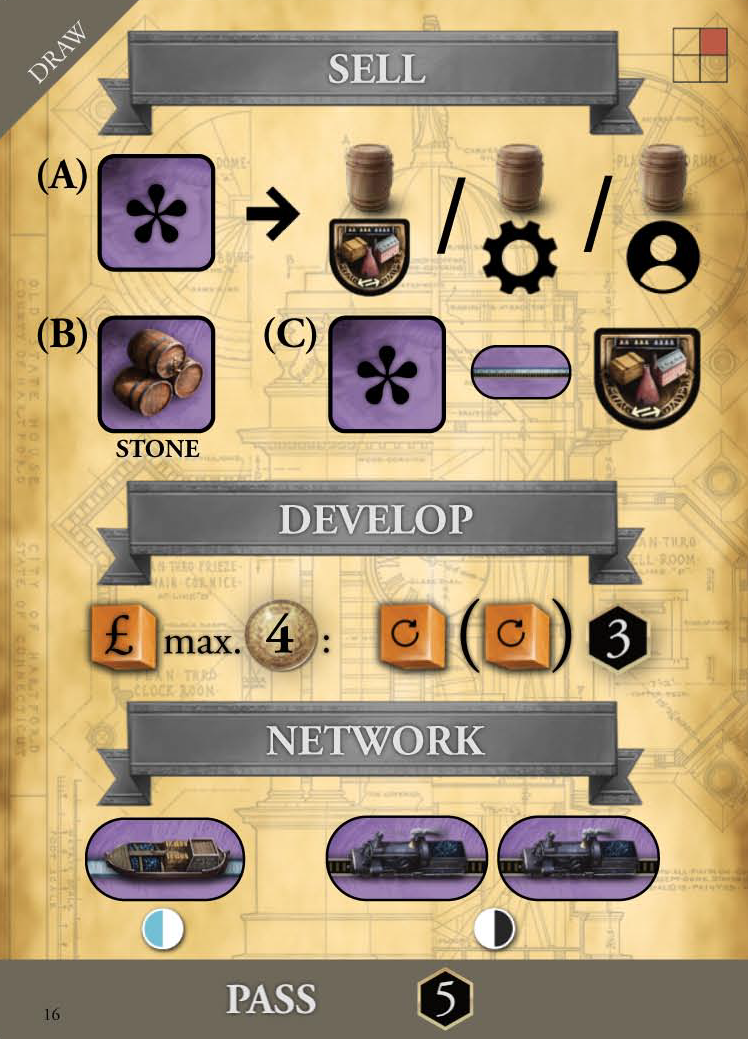 DRAW
SELL
(A)
/ /
(B) (C)
STONE
DEVELOP
£ max. 4 : ( ) 3
NETWORK
PASS 5
16